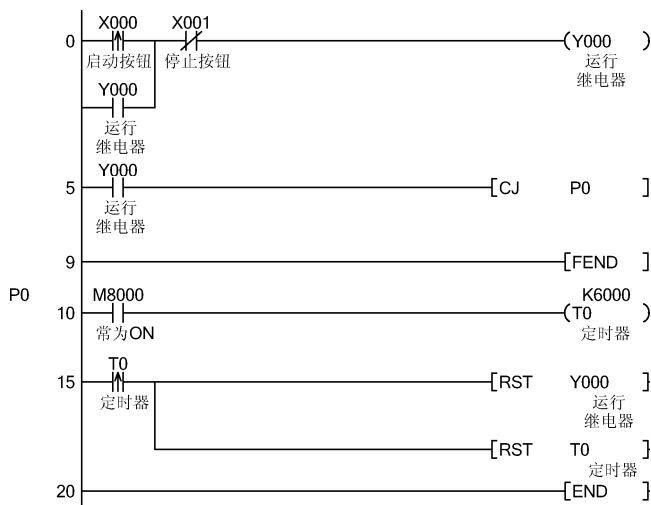 X000 X001
0 Y000
启动按钮 停止按钮 运行
继电器
Y000
运行
继电器
Y000
5 CJ P0
运行
继电器
9 FEND
P0 M8000 K6000
10 T0
常为ON 定时器
T0
15 RST Y000
定时器 运行
继电器
RST T0
定时器
20 END